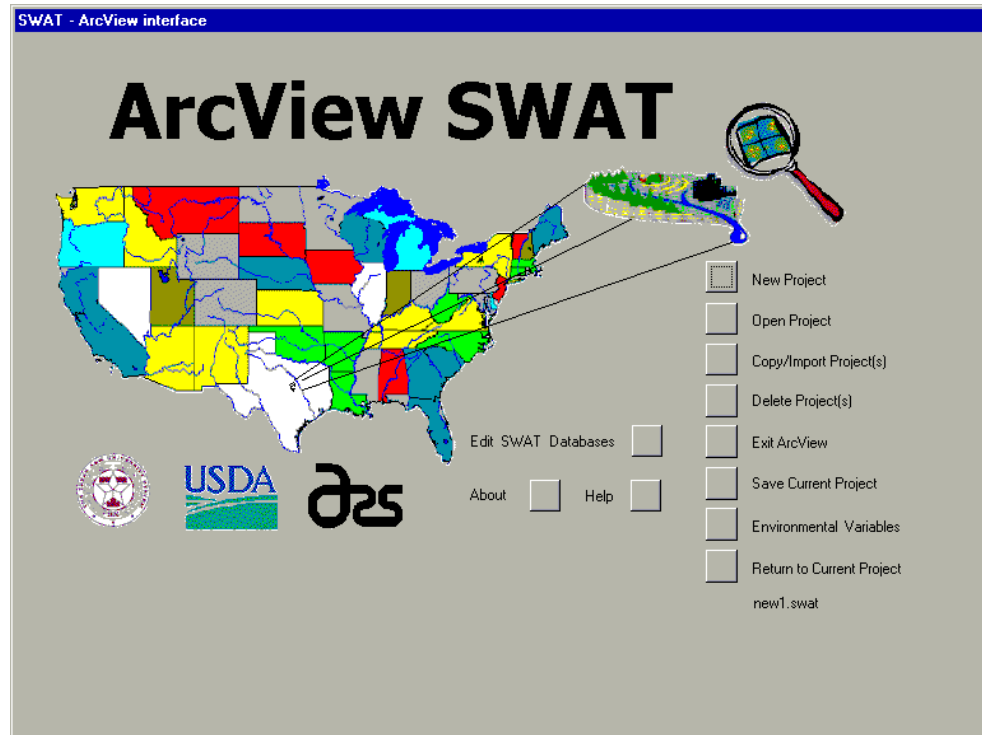 SWAT - ArcView interface
ArcView SWAT
New Project
Open Project
Copy/Import Project(s)
Delete Project(s)
Edit SWAT Databases
Exit ArcView
USDA
ars
About
Help
Save Current Project
Environmental Variables
Return to Current Project
new1.swat